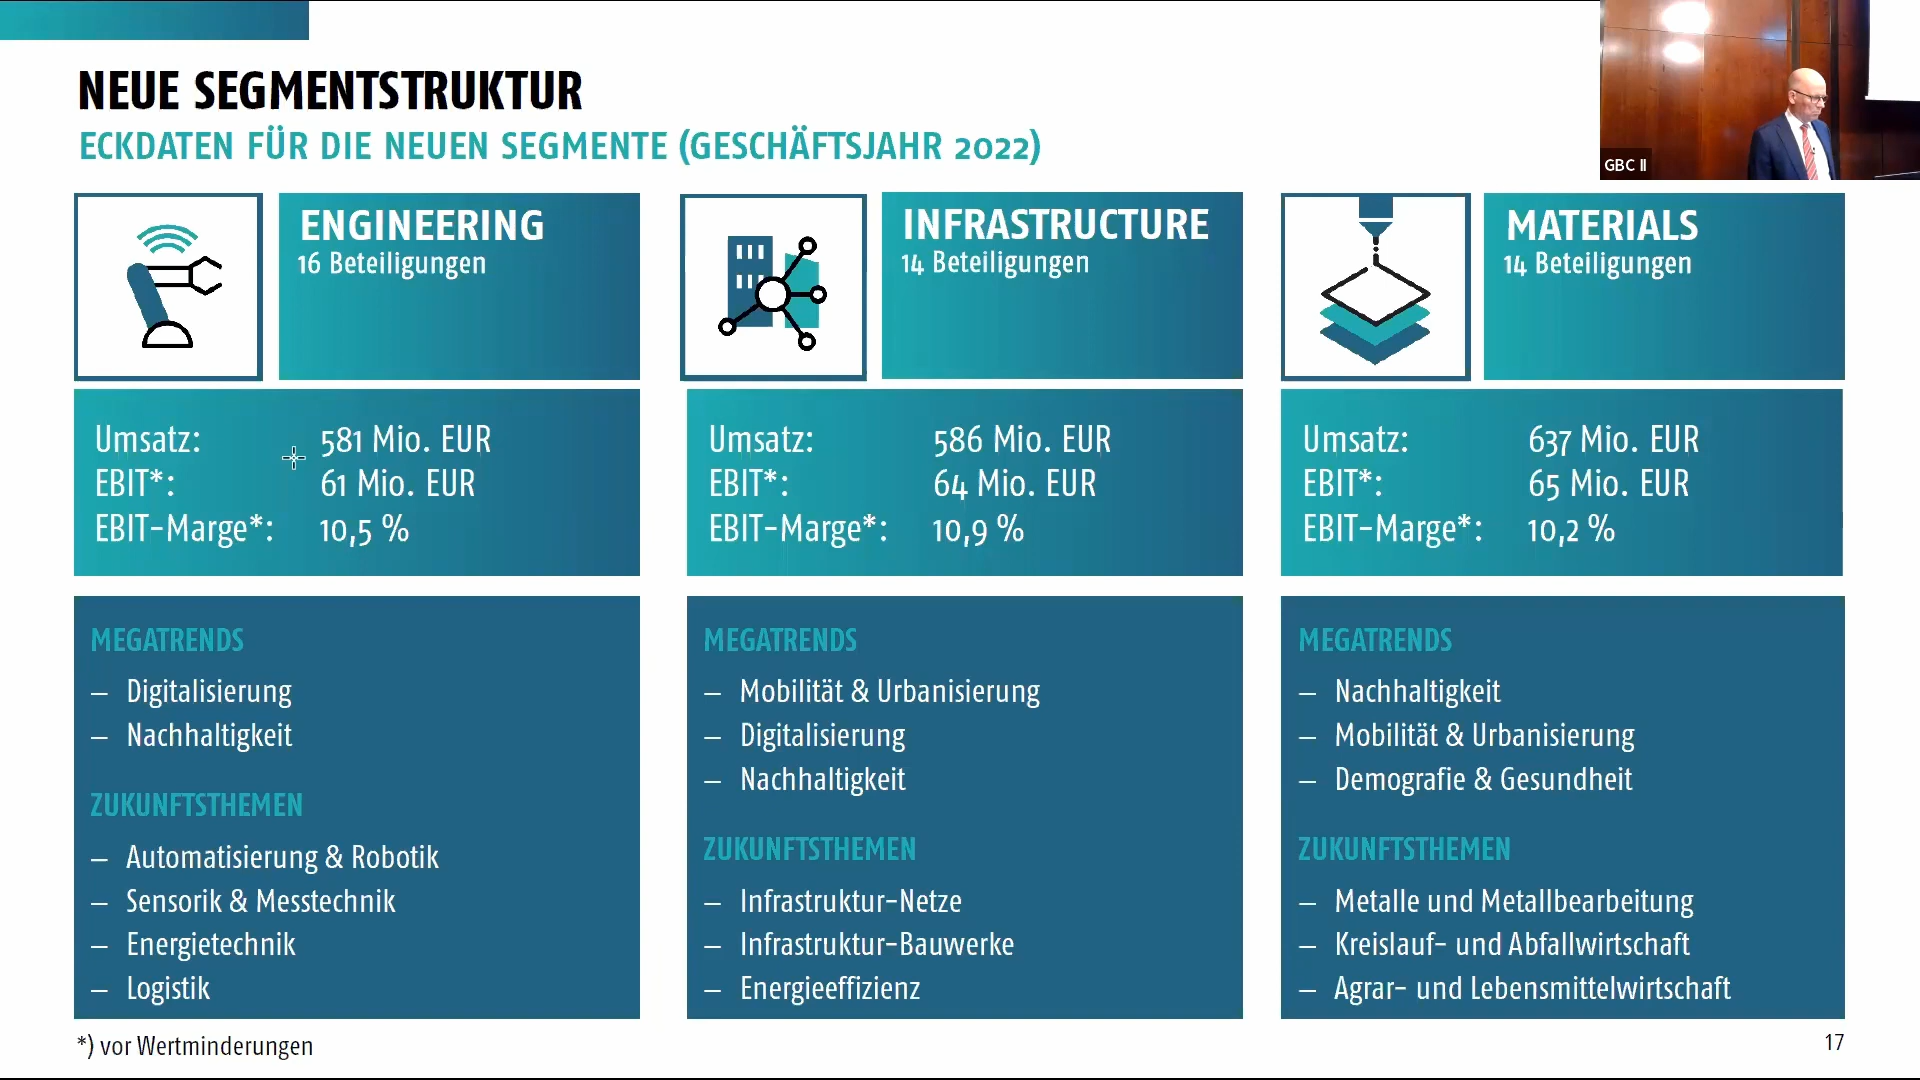 NEUE SEGMENTSTRUKTUR
ECKDATEN FÜR DIE NEUEN SEGMENTE (GESCHÄFTSJAHR 2022)
GBC II
ENGINEERING
16 Beteiligungen
Umsatz: 581 Mio. EUR
EBIT*: 61 Mio. EUR
EBIT-Marge*: 10,5 %
MEGATRENDS
– Digitalisierung
– Nachhaltigkeit
ZUKUNFTSTHEMEN
– Automatisierung & Robotik
– Sensorik & Messtechnik
– Energietechnik
– Logistik
INFRASTRUCTURE
14 Beteiligungen
Umsatz: 586 Mio. EUR
EBIT*: 64 Mio. EUR
EBIT-Marge*: 10,9 %
MEGATRENDS
– Mobilität & Urbanisierung
– Digitalisierung
– Nachhaltigkeit
ZUKUNFTSTHEMEN
– Infrastruktur-Netze
– Infrastruktur-Bauwerke
– Energieeffizienz
MATERIALS
14 Beteiligungen
Umsatz: 637 Mio. EUR
EBIT*: 65 Mio. EUR
EBIT-Marge*: 10,2 %
MEGATRENDS
– Nachhaltigkeit
– Mobilität & Urbanisierung
– Demografie & Gesundheit
ZUKUNFTSTHEMEN
– Metalle und Metallbearbeitung
– Kreislauf- und Abfallwirtschaft
– Agrar- und Lebensmittelwirtschaft
*) vor Wertminderungen
17